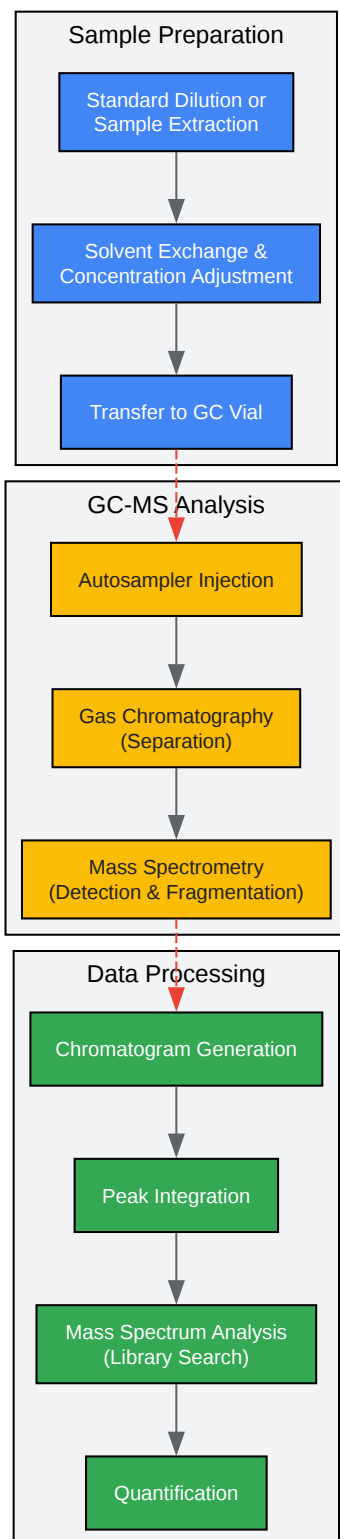 Sample Preparation
Standard Dilution or
Sample Extraction
Solvent Exchange &
Concentration Adjustment
Transfer to GC Vial
GC-MS Analysis
Autosampler Injection
Gas Chromatography
(Separation)
Mass Spectrometry
(Detection & Fragmentation)
Data Processing
Chromatogram Generation
Peak Integration
Mass Spectrum Analysis
(Library Search)
Quantification